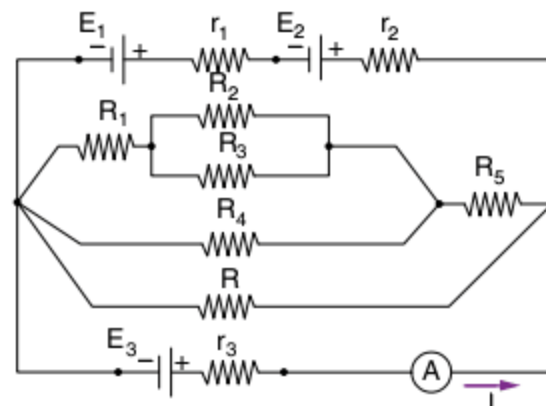 E₁ r₁ E₂ r₂
− + − +
R₂
R₁
R₃
R₅
R₄
R
E₃ r₃
− + A
I